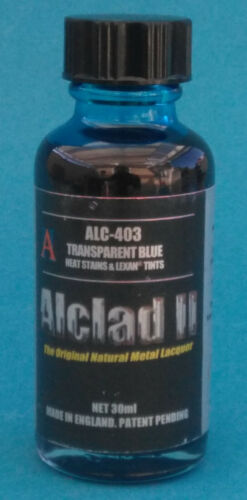 ALC-403
A
TRANSPARENT BLUE
HEAT STAINS & LEXAN® TINTS
Alclad II
The Original Natural Metal Lacquer
NET 30ml
MADE IN ENGLAND. PATENT PENDING